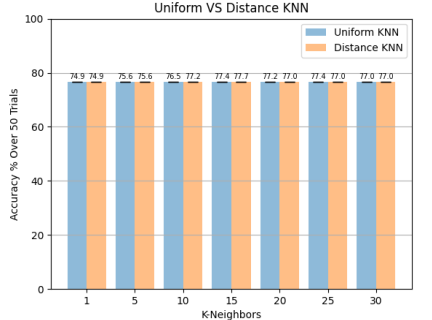 Uniform VS Distance KNN
Uniform KNN
Distance KNN
Accuracy % Over 50 Trials
100
80
60
40
20
0
74.9 74.9 75.6 75.6 76.5 77.2 77.4 77.7 77.2 77.0 77.4 77.0 77.0 77.0
1 5 10 15 20 25 30
K-Neighbors